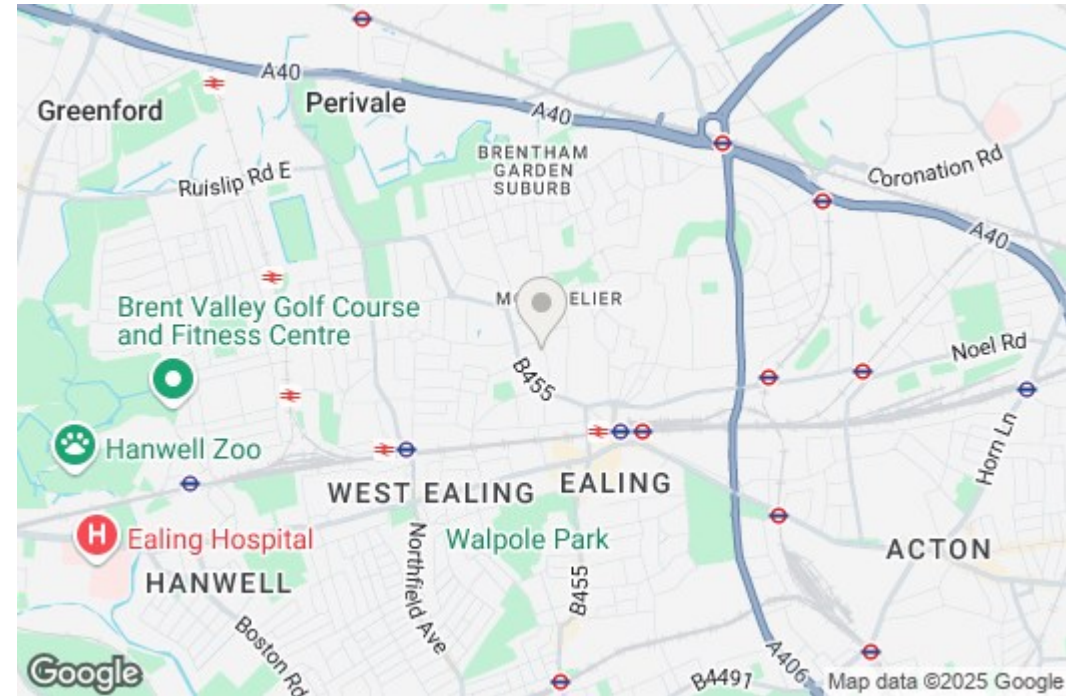 A40
Greenford
Perivale
A40
BRENTHAM
GARDEN
SUBURB
Coronation Rd
Ruislip Rd E
A40
Brent Valley Golf Course
and Fitness Centre
M ELIER
Noel Rd
B455
Hanwell Zoo
Horn Ln
WEST EALING
EALING
H
Ealing Hospital
Walpole Park
ACTON
HANWELL
Northfield Ave
B455
Boston Rd
A406
B4491
Google
Map data ©2025 Google